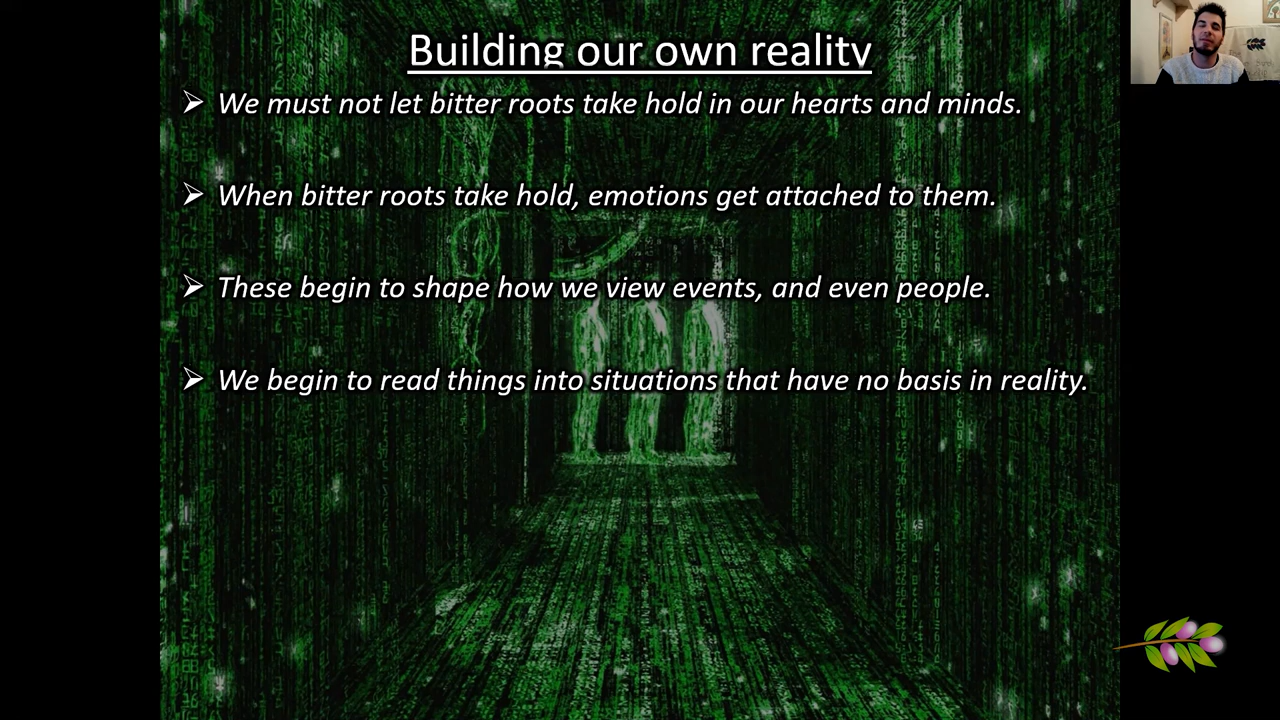 Building our own reality
We must not let bitter roots take hold in our hearts and minds.
When bitter roots take hold, emotions get attached to them.
These begin to shape how we view events, and even people.
We begin to read things into situations that have no basis in reality.